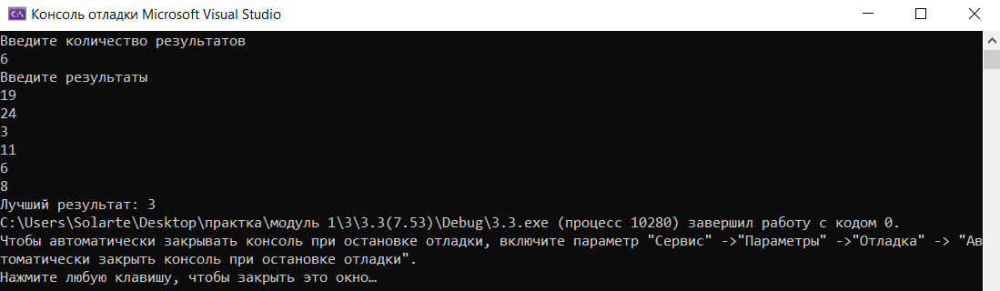 Консоль отладки Microsoft Visual Studio
Введите количество результатов
6
Введите результаты
19
24
3
11
6
8
Лучший результат: 3
C:\Users\Solarte\Desktop\практка\модуль 1\3\3.3(7.53)\Debug\3.3.exe (процесс 10280) завершил работу с кодом 0.
Чтобы автоматически закрывать консоль при остановке отладки, включите параметр "Сервис" ->"Параметры" ->"Отладка" -> "Ав
томатически закрыть консоль при остановке отладки".
Нажмите любую клавишу, чтобы закрыть это окно…